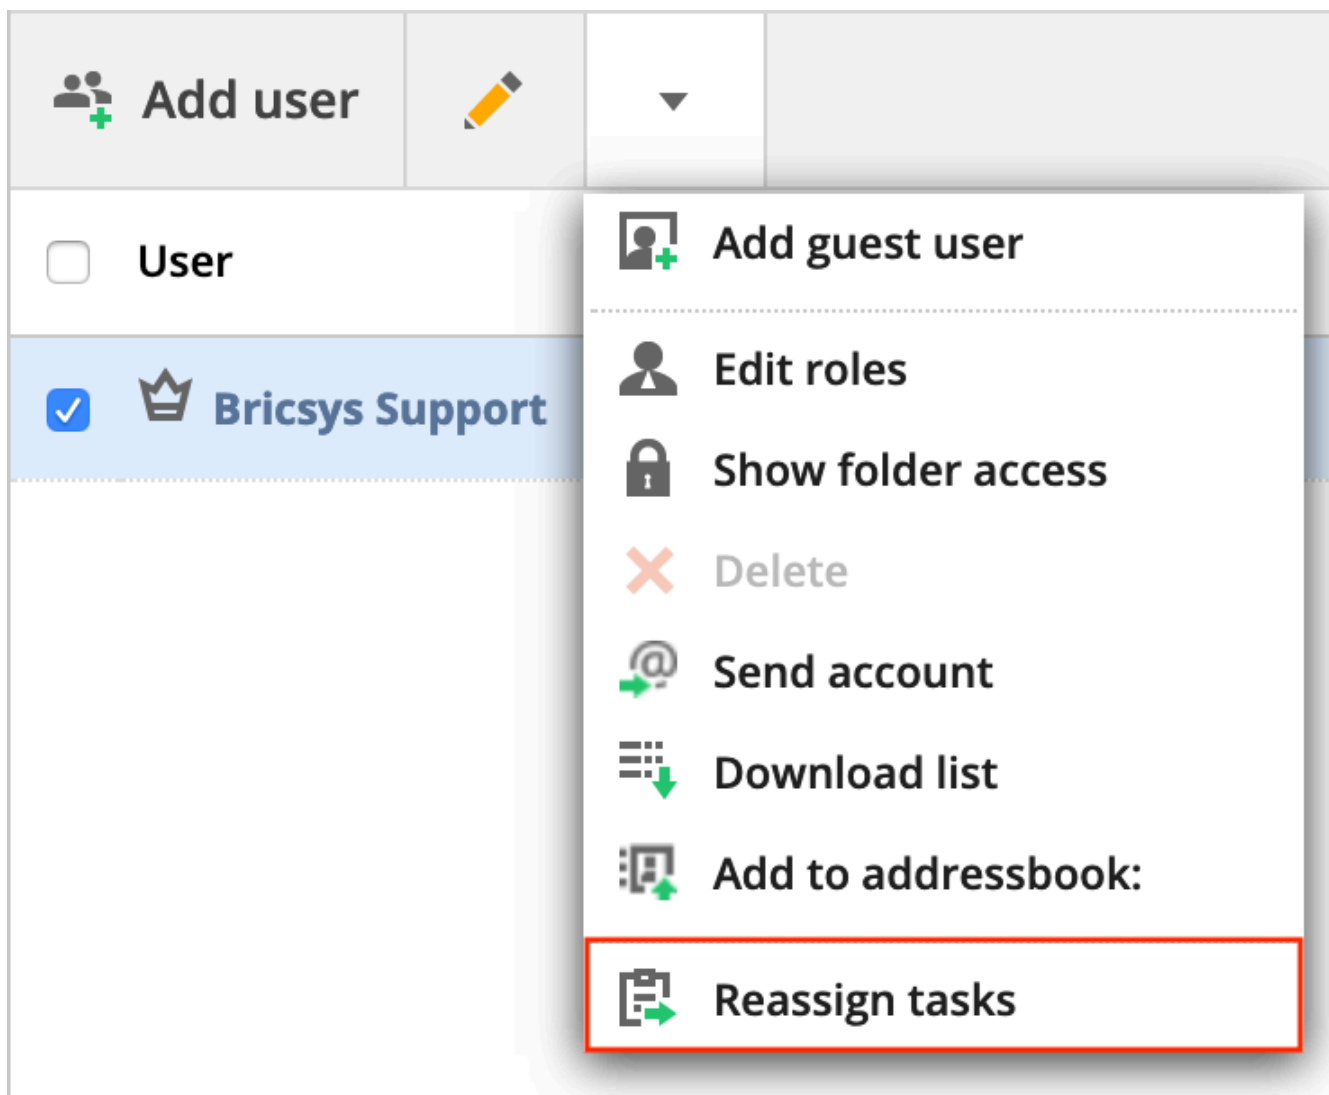 Add user
User
Bricsys Support
Add guest user
Edit roles
Show folder access
Delete
Send account
Download list
Add to addressbook:
Reassign tasks